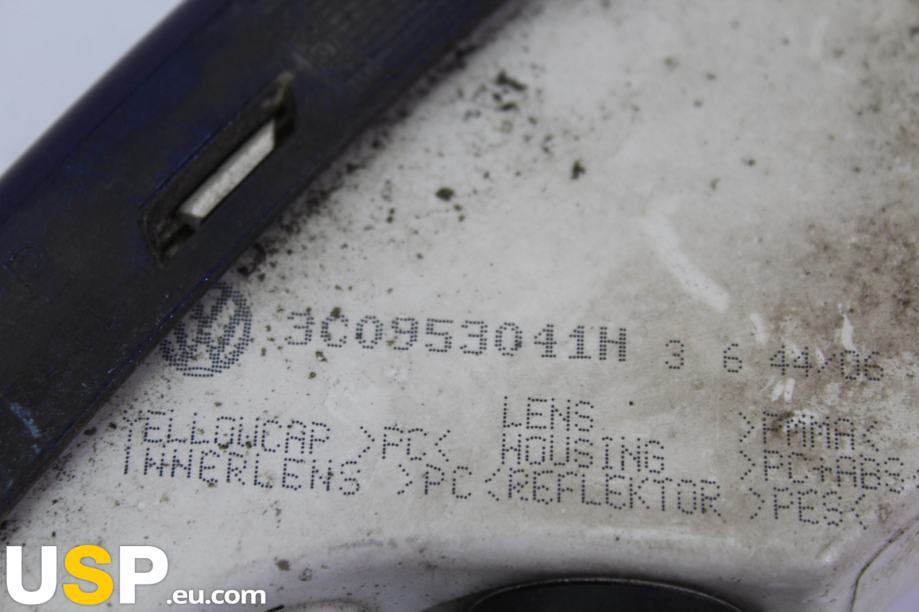 3C0953041H 3 6 44/06
YELLOWCAP >PC< LENS >PMMA<
HOUSING >PC+ABS
INNERLENS >PC< REFLEKTOR >PES<
USP.eu.com